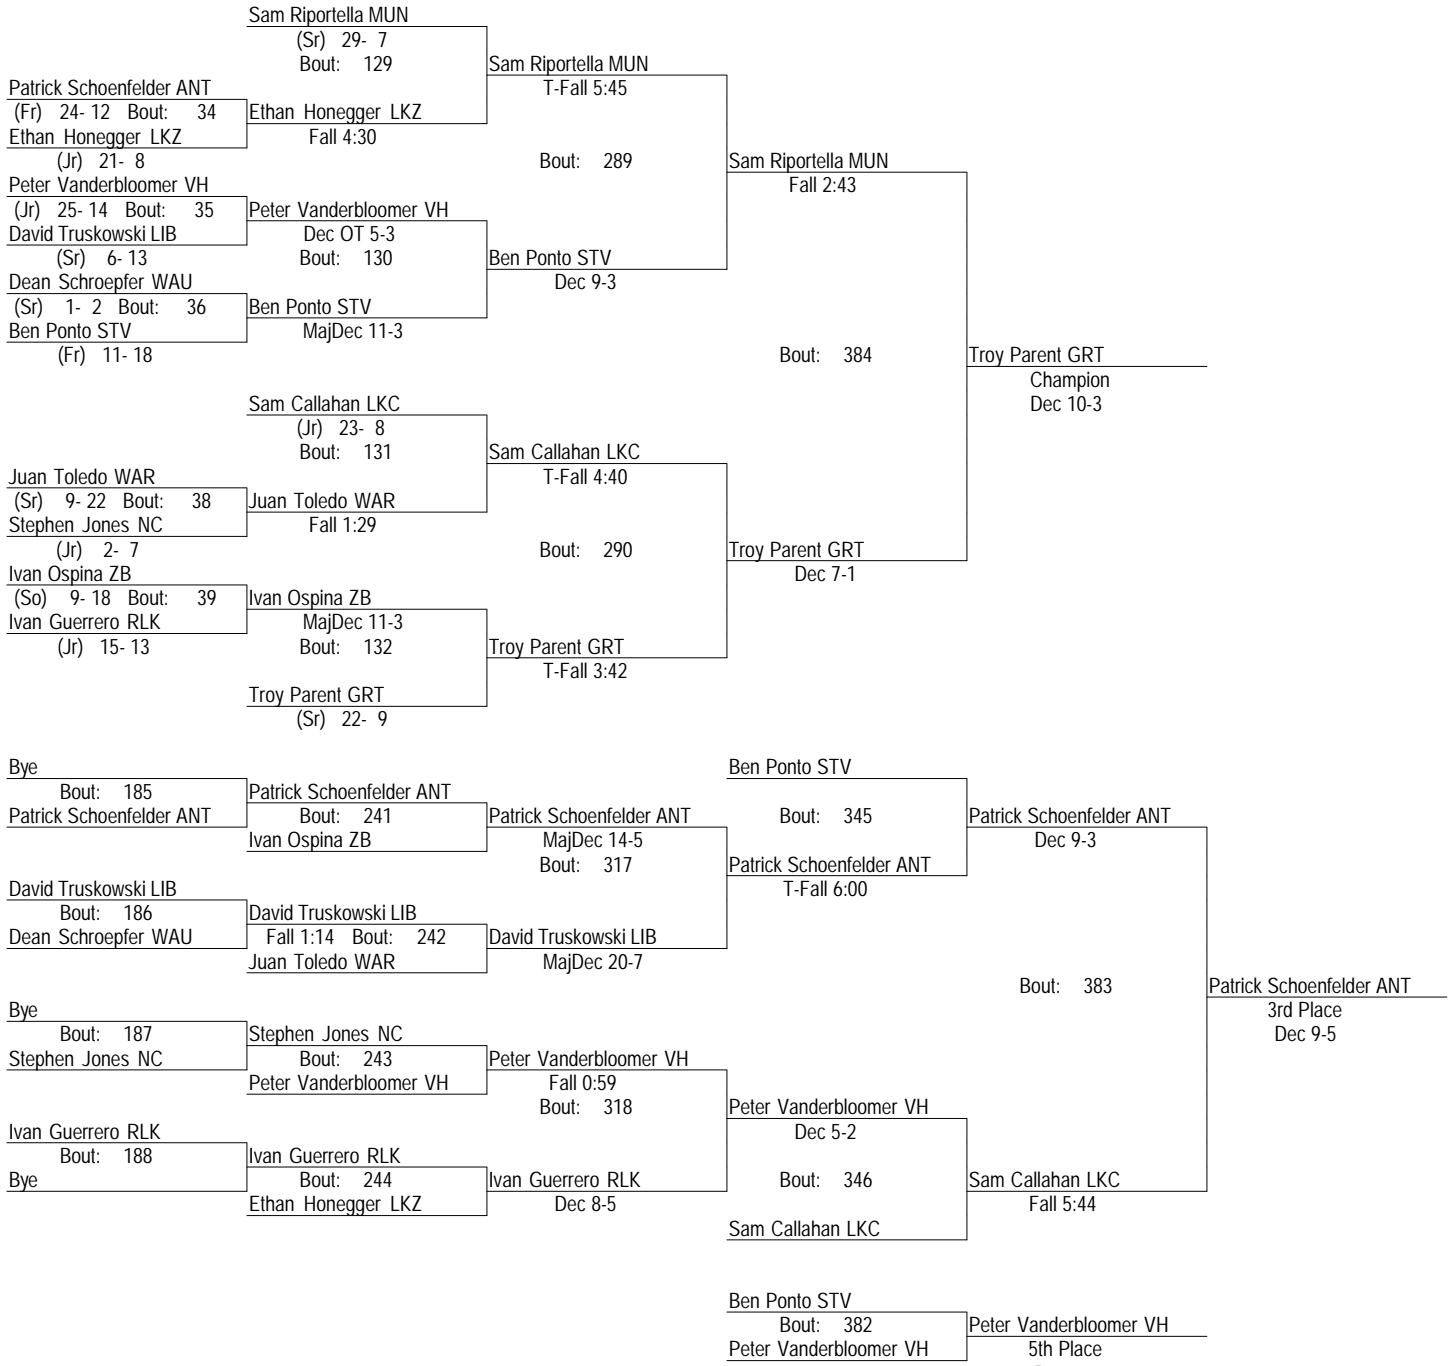 Sam Riportella MUN
(Sr) 29- 7
Bout: 129
Sam Riportella MUN
T-Fall 5:45
Patrick Schoenfelder ANT
(Fr) 24- 12 Bout: 34
Ethan Honegger LKZ
Ethan Honegger LKZ
Fall 4:30
(Jr) 21- 8
Bout: 289
Sam Riportella MUN
Fall 2:43
Peter Vanderbloomer VH
(Jr) 25- 14 Bout: 35
Peter Vanderbloomer VH
David Truskowski LIB
Dec OT 5-3
(Sr) 6- 13
Bout: 130
Ben Ponto STV
Dec 9-3
Dean Schroepfer WAU
(Sr) 1- 2 Bout: 36
Ben Ponto STV
Ben Ponto STV
MajDec 11-3
(Fr) 11- 18
Bout: 384
Troy Parent GRT
Champion
Dec 10-3
Sam Callahan LKC
(Jr) 23- 8
Bout: 131
Sam Callahan LKC
T-Fall 4:40
Juan Toledo WAR
(Sr) 9- 22 Bout: 38
Juan Toledo WAR
Stephen Jones NC
Fall 1:29
(Jr) 2- 7
Bout: 290
Troy Parent GRT
Dec 7-1
Ivan Ospina ZB
(So) 9- 18 Bout: 39
Ivan Ospina ZB
Ivan Guerrero RLK
MajDec 11-3
(Jr) 15- 13
Bout: 132
Troy Parent GRT
T-Fall 3:42
Troy Parent GRT
(Sr) 22- 9
Bye
Bout: 185
Patrick Schoenfelder ANT
Patrick Schoenfelder ANT
Bout: 241
Ivan Ospina ZB
Patrick Schoenfelder ANT
MajDec 14-5
Bout: 317
Ben Ponto STV
Bout: 345
Patrick Schoenfelder ANT
T-Fall 6:00
Patrick Schoenfelder ANT
Dec 9-3
David Truskowski LIB
Bout: 186
Dean Schroepfer WAU
David Truskowski LIB
Fall 1:14 Bout: 242
Juan Toledo WAR
David Truskowski LIB
MajDec 20-7
Bout: 383
Patrick Schoenfelder ANT
3rd Place
Dec 9-5
Bye
Bout: 187
Stephen Jones NC
Stephen Jones NC
Bout: 243
Peter Vanderbloomer VH
Peter Vanderbloomer VH
Fall 0:59
Bout: 318
Peter Vanderbloomer VH
Dec 5-2
Ivan Guerrero RLK
Bout: 188
Bye
Ivan Guerrero RLK
Bout: 244
Ethan Honegger LKZ
Ivan Guerrero RLK
Dec 8-5
Bout: 346
Sam Callahan LKC
Sam Callahan LKC
Fall 5:44
Ben Ponto STV
Bout: 382
Peter Vanderbloomer VH
Peter Vanderbloomer VH
5th Place